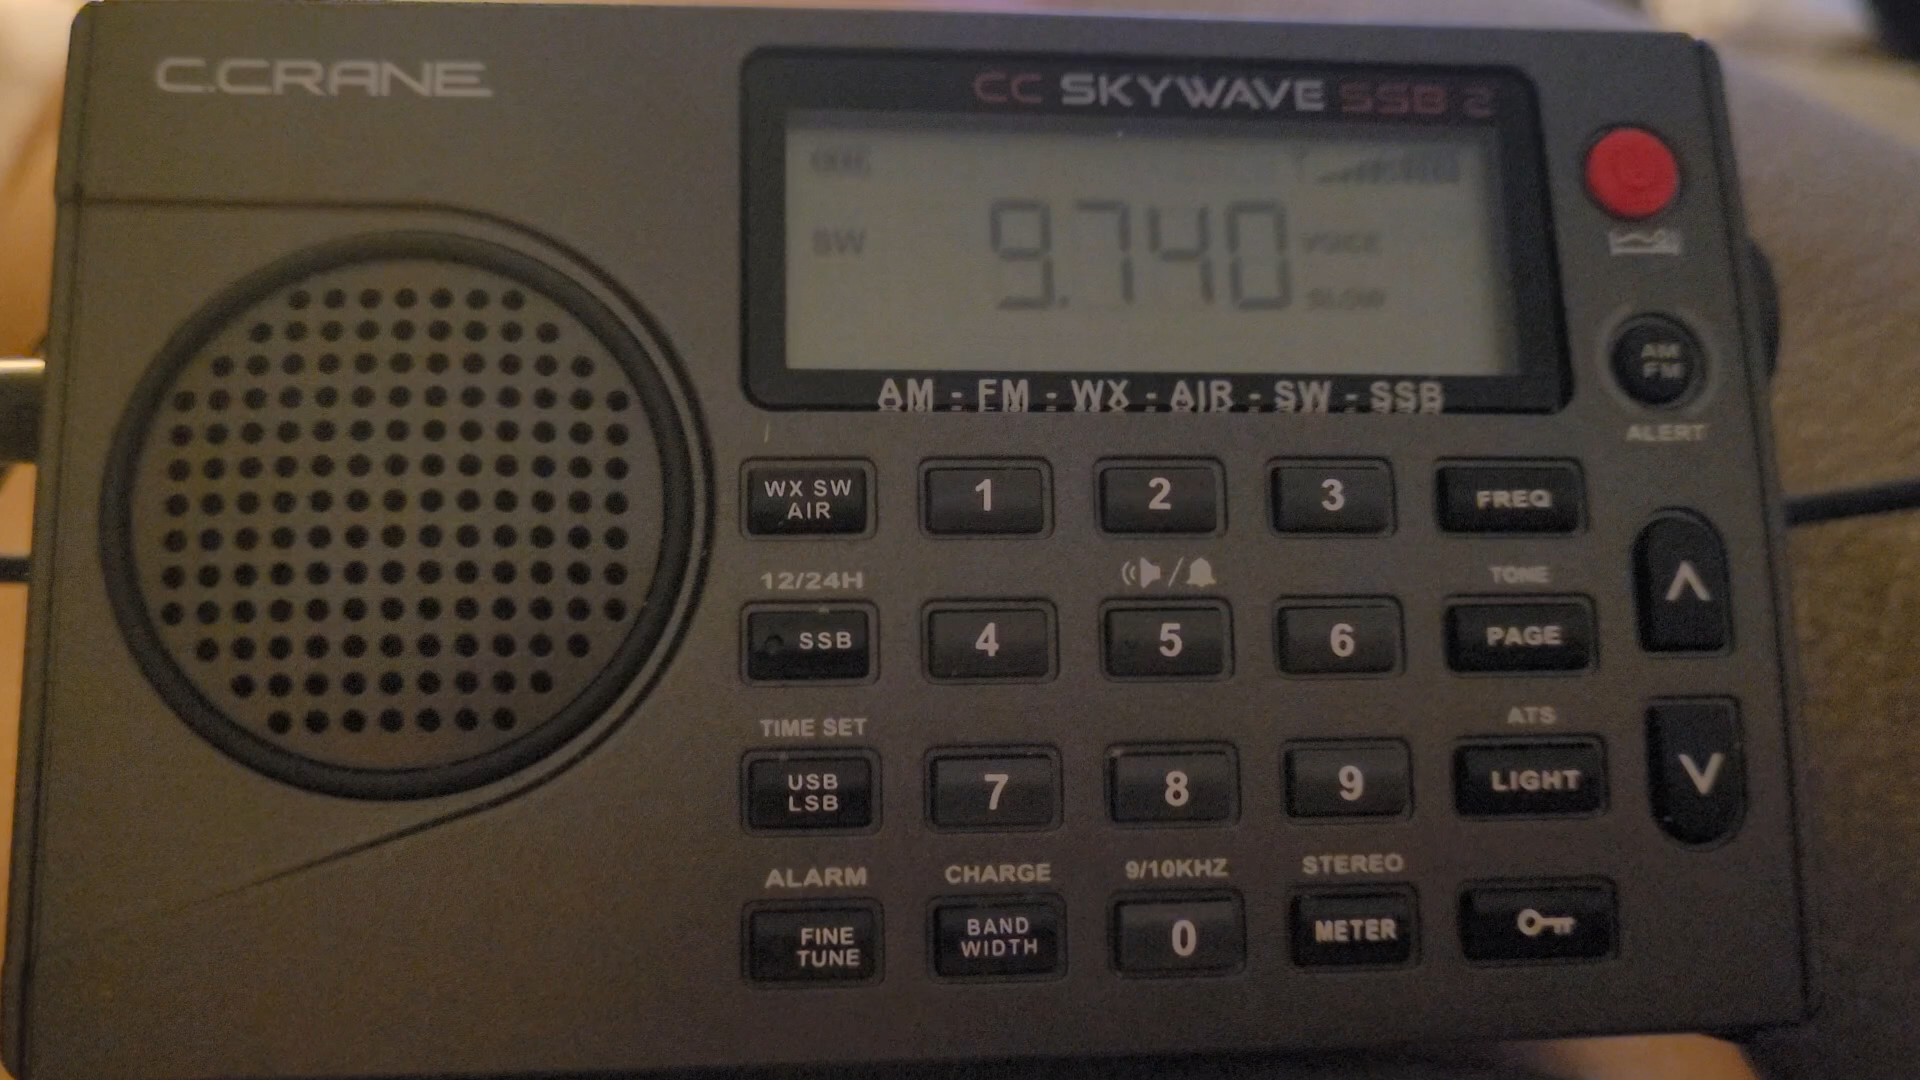 C.CRANE
CC SKYWAVE SSB 2
SW 9.740 VOICE
SLOW
AM - FM - WX - AIR - SW - SSB
AM
FM
ALERT
WX SW
AIR
1
2
3
FREQ
12/24H
TONE
SSB
4
5
6
PAGE
TIME SET
ATS
USB
LSB
7
8
9
LIGHT
ALARM
CHARGE
9/10KHZ
STEREO
FINE
TUNE
BAND
WIDTH
0
METER